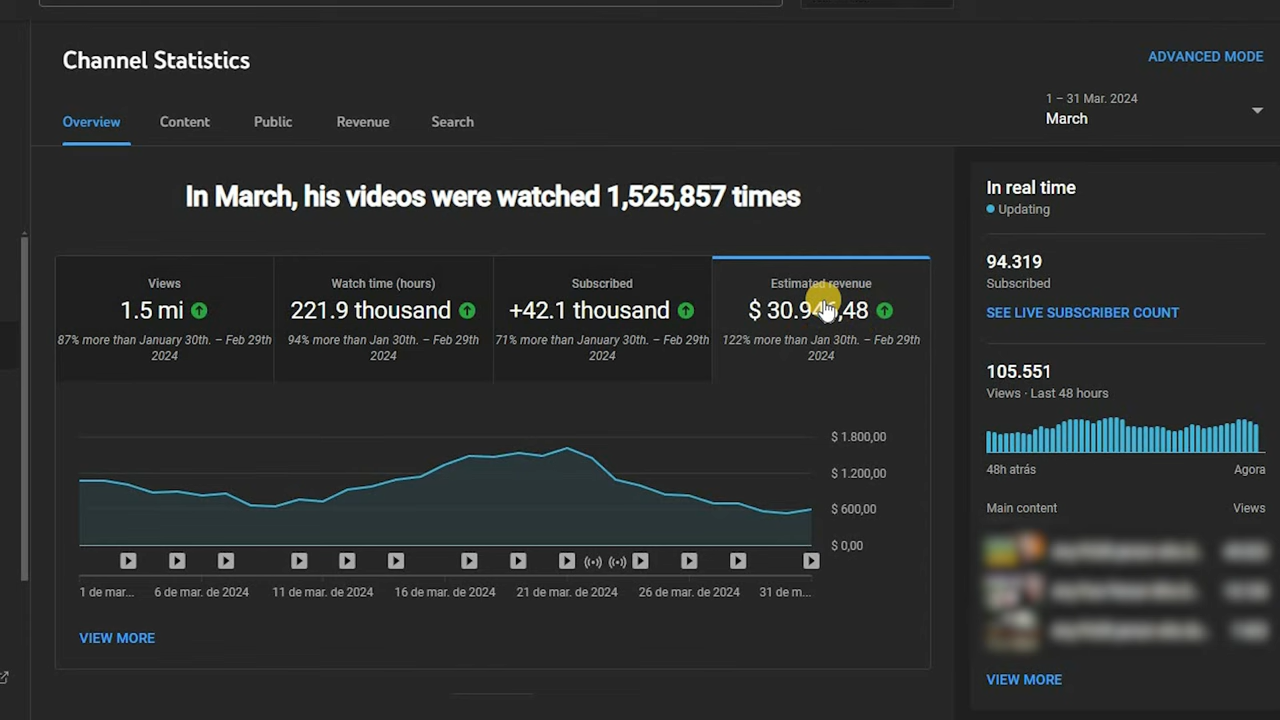 Channel Statistics
ADVANCED MODE
1 – 31 Mar. 2024
March
Overview Content Public Revenue Search
In March, his videos were watched 1,525,857 times
Views
1.5 mi
87% more than January 30th. – Feb 29th
2024
Watch time (hours)
221.9 thousand
94% more than Jan 30th. – Feb 29th
2024
Subscribed
+42.1 thousand
71% more than January 30th. – Feb 29th
2024
Estimated revenue
122% more than Jan 30th. – Feb 29th
2024
$ 1.800,00
$ 1.200,00
$ 600,00
$ 0,00
1 de mar... 6 de mar. de 2024 11 de mar. de 2024 16 de mar. de 2024 21 de mar. de 2024 26 de mar. de 2024 31 de m...
VIEW MORE
In real time
Updating
94.319
Subscribed
SEE LIVE SUBSCRIBER COUNT
105.551
Views · Last 48 hours
48h atrás Agora
Main content Views
VIEW MORE